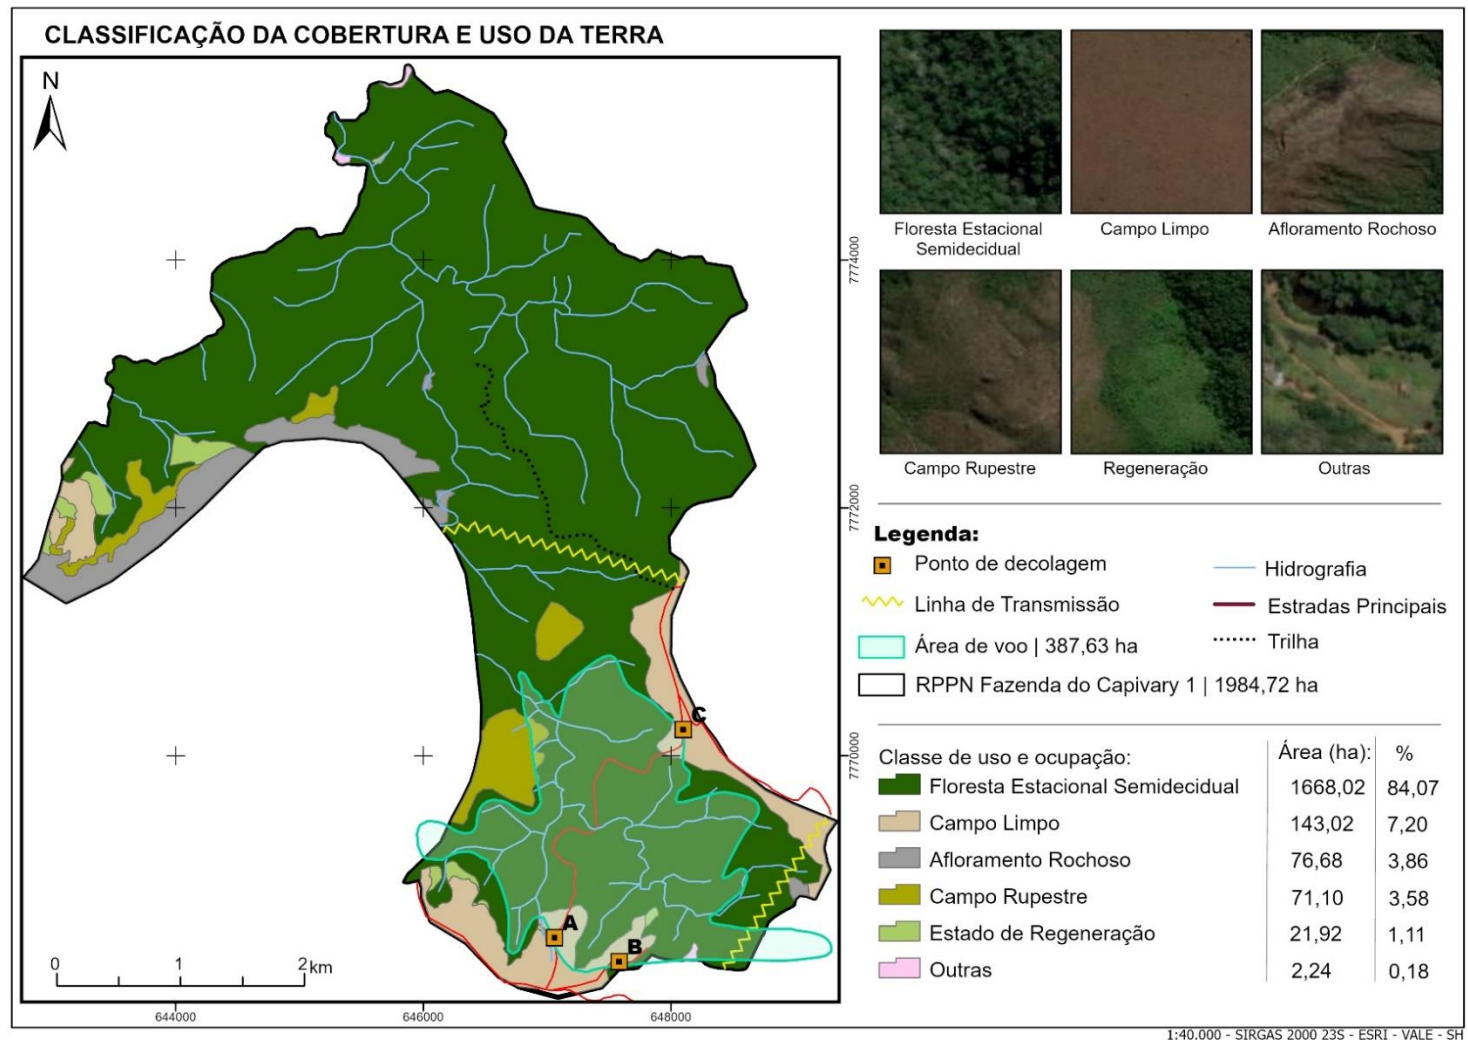 CLASSIFICAÇÃO DA COBERTURA E USO DA TERRA
N
7774000
7772000
7770000
C
A
B
0 1 2 km
644000 646000 648000
Floresta Estacional
Semidecidual
Campo Limpo
Afloramento Rochoso
Campo Rupestre
Regeneração
Outras
Legenda:
Ponto de decolagem
Linha de Transmissão
Área de voo | 387,63 ha
RPPN Fazenda do Capivary 1 | 1984,72 ha
Hidrografia
Estradas Principais
Trilha
Classe de uso e ocupação: Área (ha): %
Floresta Estacional Semidecidual 1668,02 84,07
Campo Limpo 143,02 7,20
Afloramento Rochoso 76,68 3,86
Campo Rupestre 71,10 3,58
Estado de Regeneração 21,92 1,11
Outras 2,24 0,18
1:40.000 - SIRGAS 2000 23S - ESRI - VALE - SH